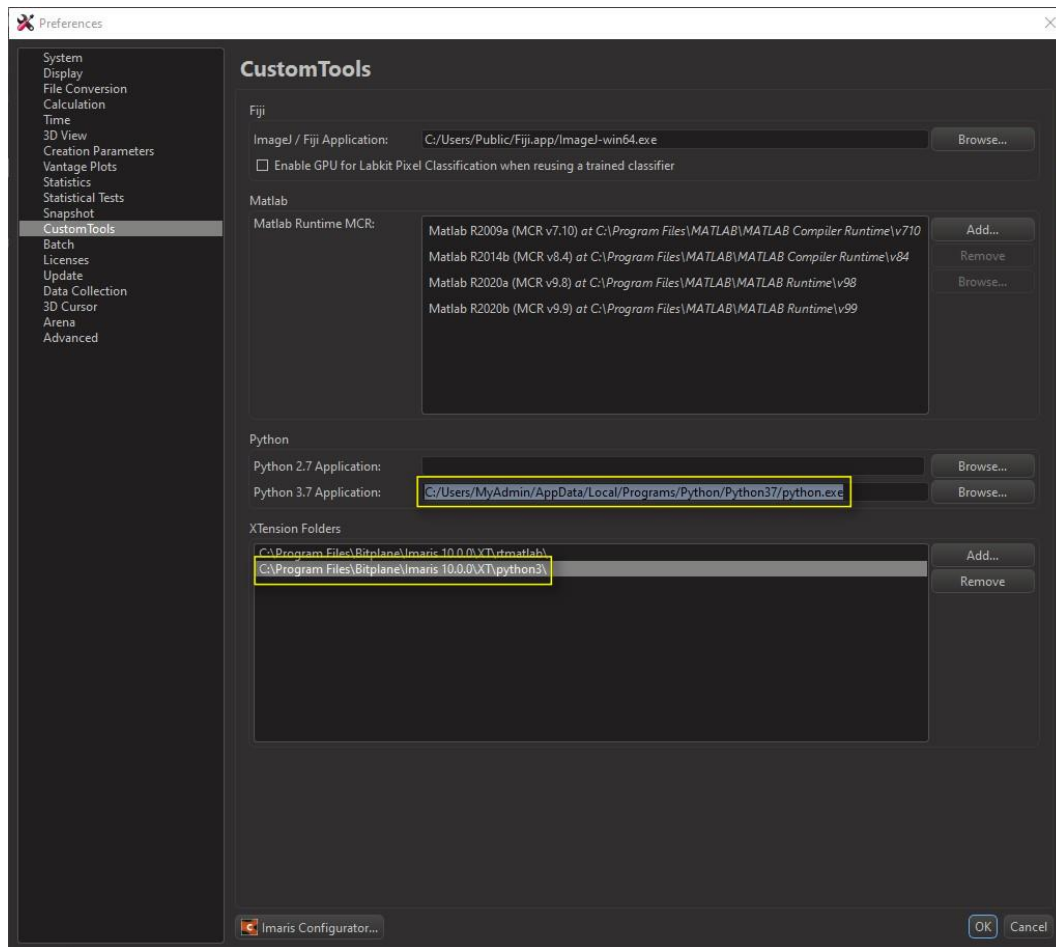 Preferences
System
Display
File Conversion
Calculation
Time
3D View
Creation Parameters
Vantage Plots
Statistics
Statistical Tests
Snapshot
CustomTools
Batch
Licenses
Update
Data Collection
3D Cursor
Arena
Advanced
CustomTools
Fiji
ImageJ / Fiji Application: C:/Users/Public/Fiji.app/ImageJ-win64.exe Browse...
Enable GPU for Labkit Pixel Classification when reusing a trained classifier
Matlab
Matlab Runtime MCR:
Matlab R2009a (MCR v7.10) at C:\Program Files\MATLAB\MATLAB Compiler Runtime\v710 Add...
Matlab R2014b (MCR v8.4) at C:\Program Files\MATLAB\MATLAB Compiler Runtime\v84 Remove
Matlab R2020a (MCR v9.8) at C:\Program Files\MATLAB\MATLAB Runtime\v98 Browse...
Matlab R2020b (MCR v9.9) at C:\Program Files\MATLAB\MATLAB Runtime\v99
Python
Python 2.7 Application: Browse...
Python 3.7 Application: C:/Users/MyAdmin/AppData/Local/Programs/Python/Python37/python.exe Browse...
XTension Folders
C:\Program Files\Bitplane\Imaris 10.0.0\XT\rtmatlab\ Add...
C:\Program Files\Bitplane\Imaris 10.0.0\XT\python3\
Remove
Imaris Configurator... OK Cancel